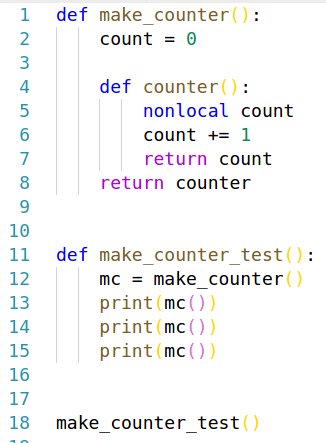 1 def make_counter():
2     count = 0
3
4     def counter():
5         nonlocal count
6         count += 1
7         return count
8     return counter
9
10
11 def make_counter_test():
12     mc = make_counter()
13     print(mc())
14     print(mc())
15     print(mc())
16
17
18 make_counter_test()